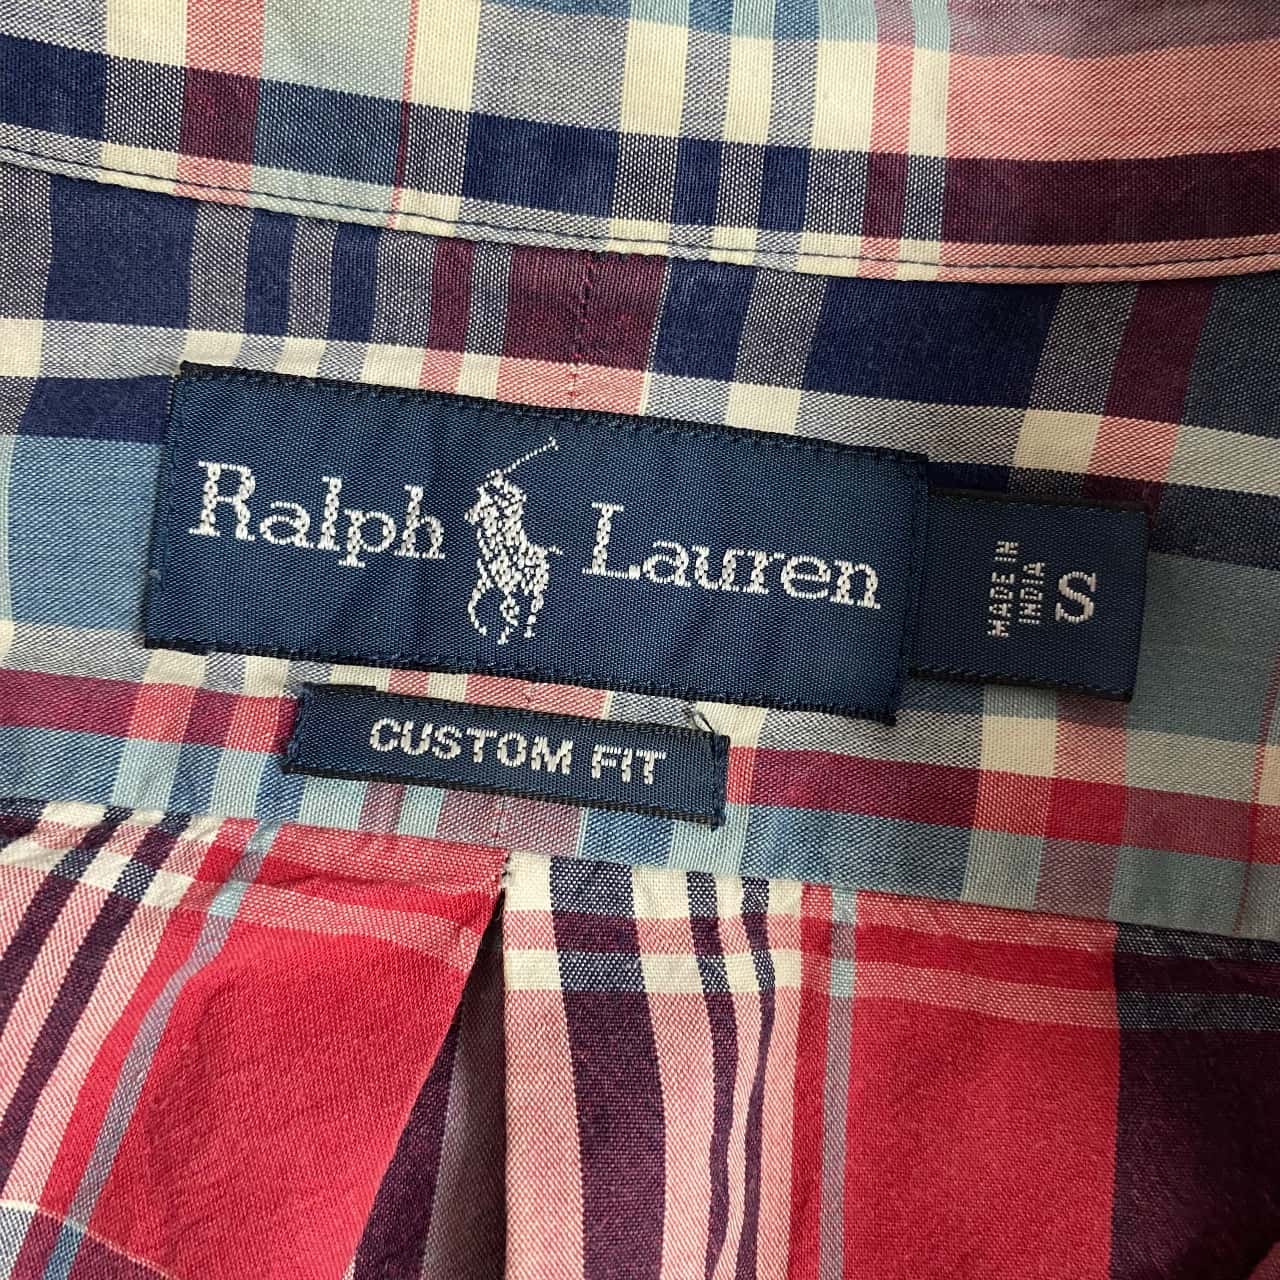 Ralph Lauren
MADE IN
INDIA
S
CUSTOM FIT